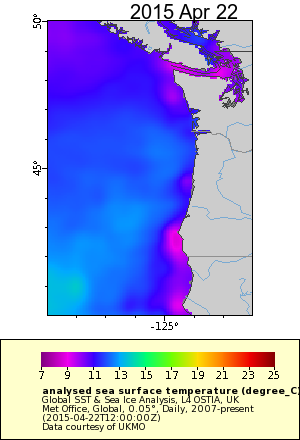 2015 Apr 22
50°
45°
-125°
7 9 11 13 15 17 19 21 23 25
analysed sea surface temperature (degree_C)
Global SST & Sea Ice Analysis, L4 OSTIA, UK
Met Office, Global, 0.05°, Daily, 2007-present
(2015-04-22T12:00:00Z)
Data courtesy of UKMO